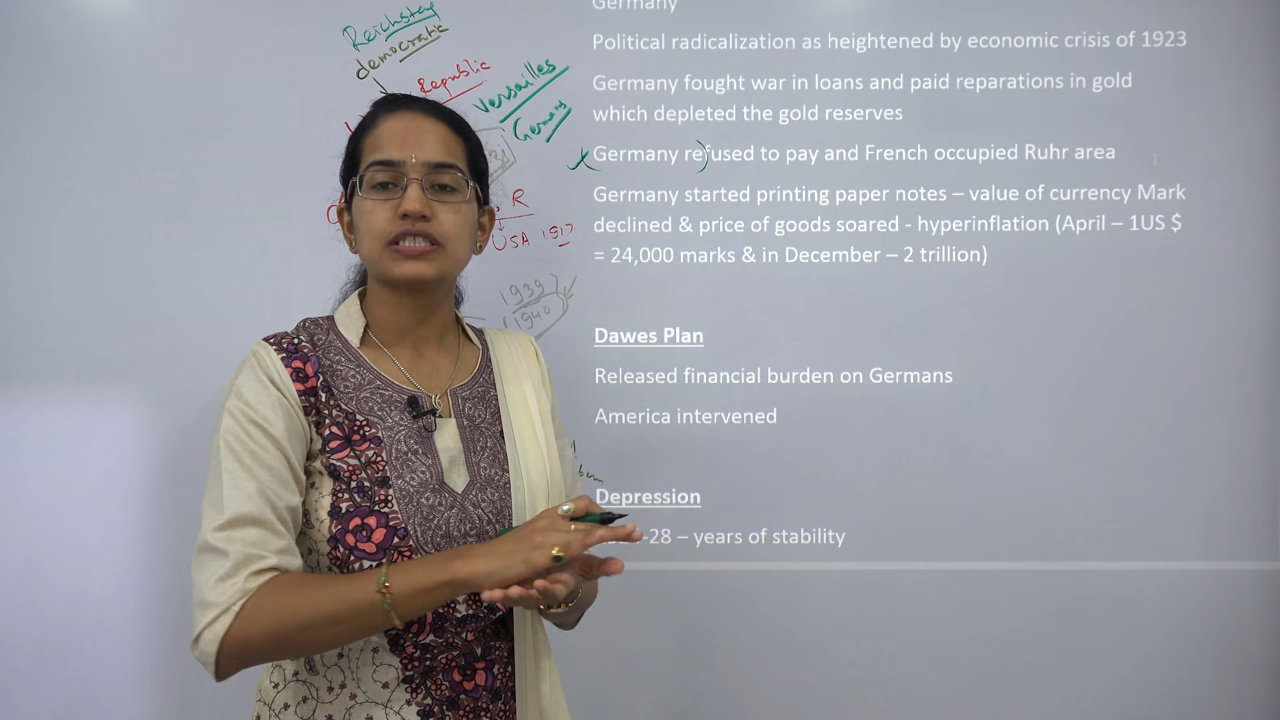 Germany
Reichstag
democratic
Republic
Versailles
Germany
R
USA 1917
1939
1940
Political radicalization as heightened by economic crisis of 1923
Germany fought war in loans and paid reparations in gold
which depleted the gold reserves
Germany refused to pay and French occupied Ruhr area
Germany started printing paper notes – value of currency Mark
declined & price of goods soared - hyperinflation (April – 1US $
= 24,000 marks & in December – 2 trillion)
Dawes Plan
Released financial burden on Germans
America intervened
Depression
-28 – years of stability